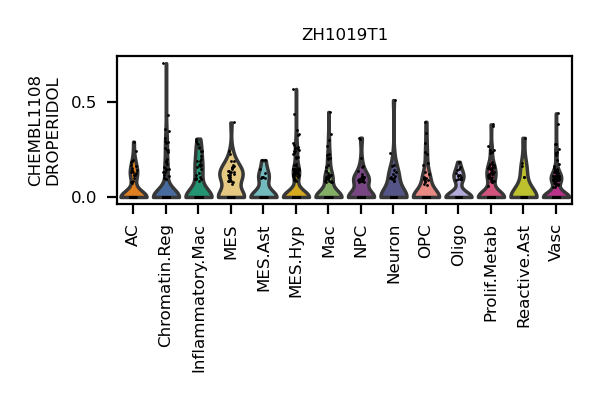 ZH1019T1
CHEMBL1108
DROPERIDOL
0.5
0.0
AC
Chromatin.Reg
Inflammatory.Mac
MES
MES.Ast
MES.Hyp
Mac
NPC
Neuron
OPC
Oligo
Prolif.Metab
Reactive.Ast
Vasc